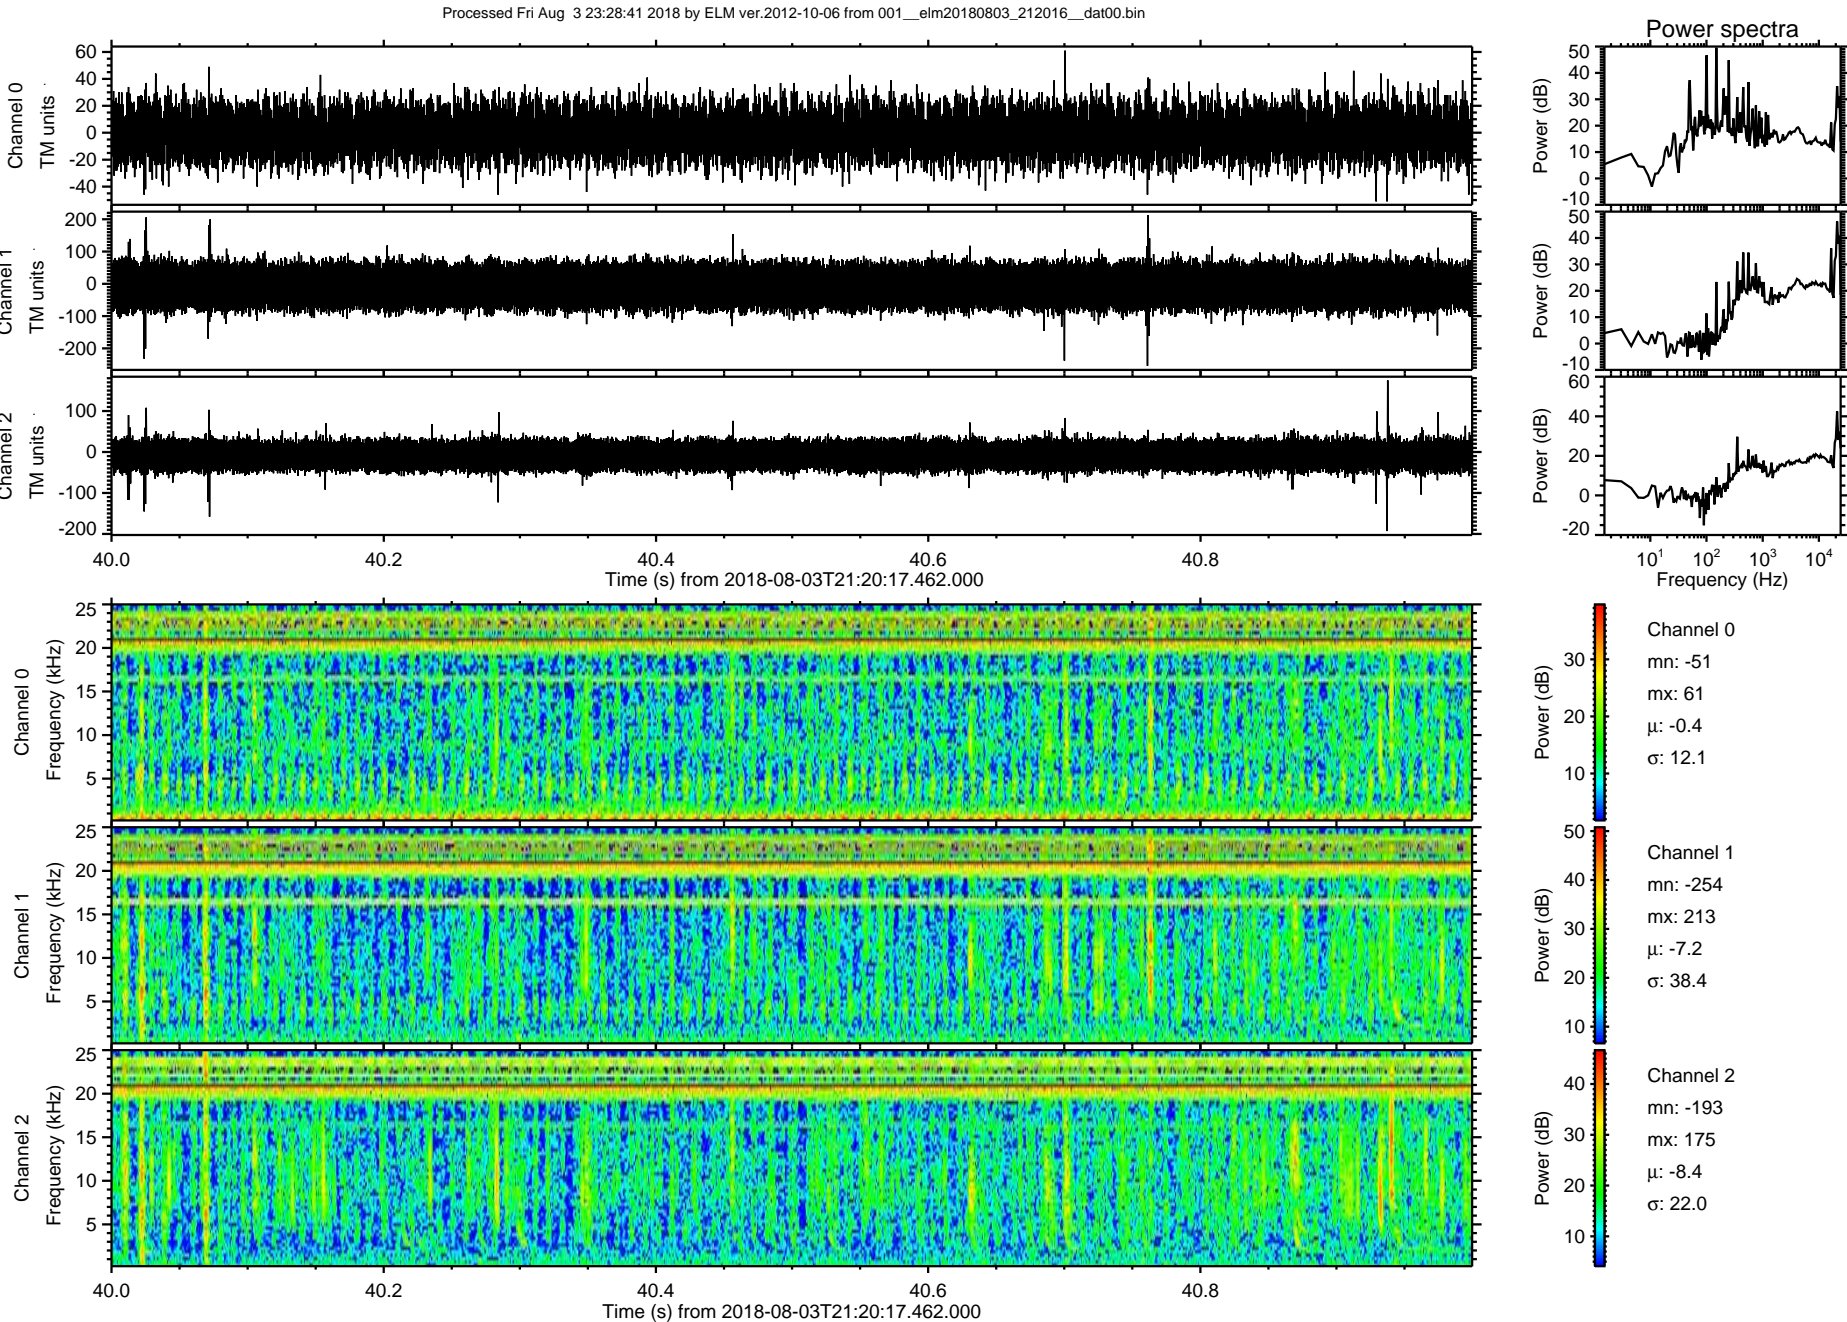 Processed Fri Aug  3 23:28:41 2018 by ELM ver.2012-10-06 from 001__elm20180803_212016__dat00.bin
Power spectra
Channel 0
TM units
60
40
20
0
-20
-40
Power (dB)
50
40
30
20
10
0
-10
Channel 1
TM units
200
100
0
-100
-200
Power (dB)
50
40
30
20
10
0
-10
Channel 2
TM units
100
0
-100
-200
Power (dB)
60
40
20
0
-20
40.0 40.2 40.4 40.6 40.8
Time (s) from 2018-08-03T21:20:17.462.000
10^1 10^2 10^3 10^4
Frequency (Hz)
Channel 0
Frequency (kHz)
25
20
15
10
5
Power (dB)
30
20
10
Channel 0
mn: -51
mx: 61
μ: -0.4
σ: 12.1
Channel 1
Frequency (kHz)
25
20
15
10
5
Power (dB)
50
40
30
20
10
Channel 1
mn: -254
mx: 213
μ: -7.2
σ: 38.4
Channel 2
Frequency (kHz)
25
20
15
10
5
Power (dB)
40
30
20
10
Channel 2
mn: -193
mx: 175
μ: -8.4
σ: 22.0
40.0 40.2 40.4 40.6 40.8
Time (s) from 2018-08-03T21:20:17.462.000